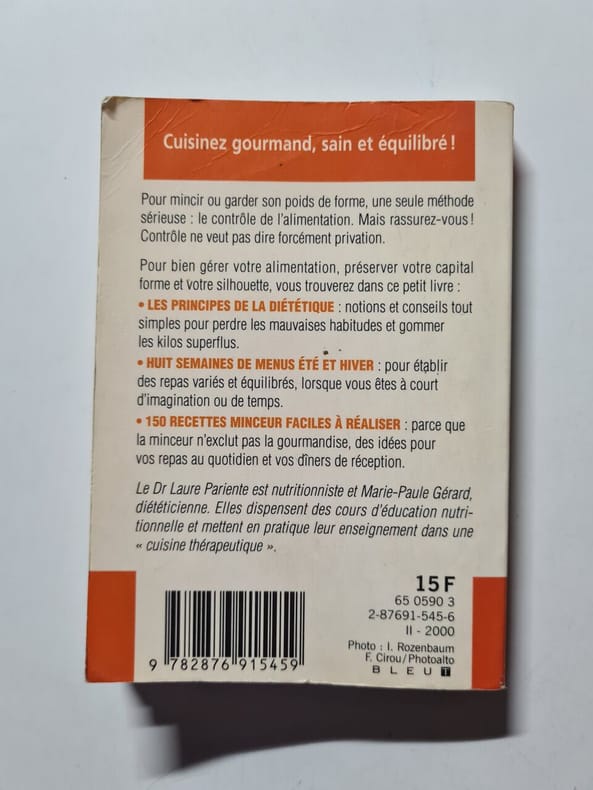 Cuisinez gourmand, sain et équilibré !
Pour mincir ou garder son poids de forme, une seule méthode
sérieuse : le contrôle de l'alimentation. Mais rassurez-vous !
Contrôle ne veut pas dire forcément privation.
Pour bien gérer votre alimentation, préserver votre capital
forme et votre silhouette, vous trouverez dans ce petit livre :
• LES PRINCIPES DE LA DIÉTÉTIQUE : notions et conseils tout
simples pour perdre les mauvaises habitudes et gommer
les kilos superflus.
• HUIT SEMAINES DE MENUS ÉTÉ ET HIVER : pour établir
des repas variés et équilibrés, lorsque vous êtes à court
d'imagination ou de temps.
• 150 RECETTES MINCEUR FACILES À RÉALISER : parce que
la minceur n'exclut pas la gourmandise, des idées pour
vos repas au quotidien et vos dîners de réception.
Le Dr Laure Pariente est nutritionniste et Marie-Paule Gérard,
diététicienne. Elles dispensent des cours d'éducation nutri-
tionnelle et mettent en pratique leur enseignement dans une
« cuisine thérapeutique ».
15 F
65 0590 3
2-87691-545-6
II - 2000
Photo : I. Rozenbaum
F. Cirou/Photoalto
BLEU T
9 782876 915459